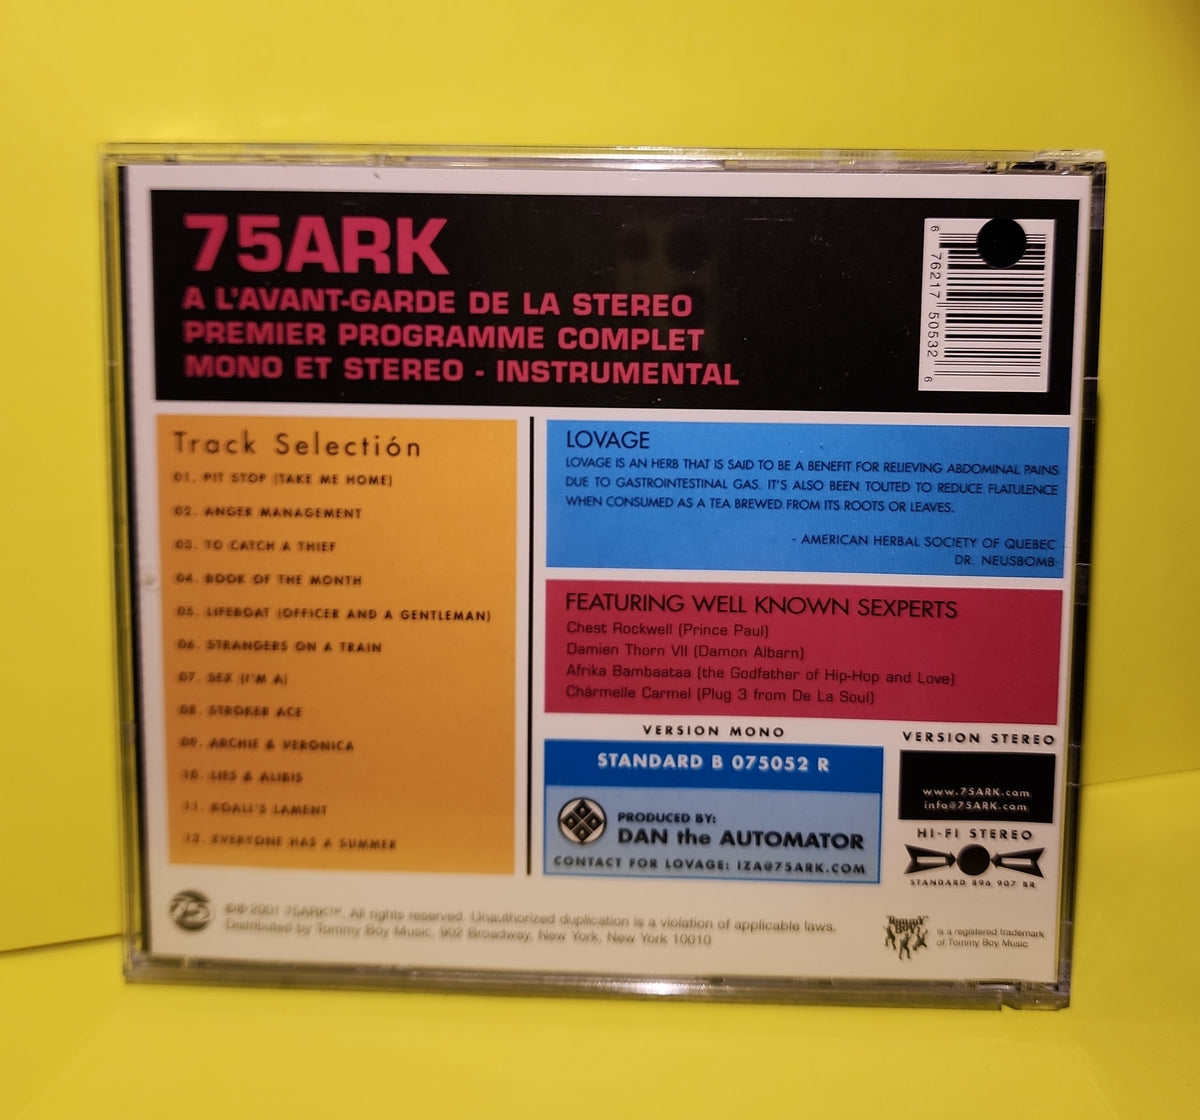 75ARK
A L'AVANT-GARDE DE LA STEREO
PREMIER PROGRAMME COMPLET
MONO ET STEREO - INSTRUMENTAL
6 76217 50532 6
Track Selectión
01. PIT STOP (TAKE ME HOME)
02. ANGER MANAGEMENT
03. TO CATCH A THIEF
04. BOOK OF THE MONTH
05. LIFEBOAT (OFFICER AND A GENTLEMAN)
06. STRANGERS ON A TRAIN
07. SEX (I'M A)
08. STROKER ACE
09. ARCHIE & VERONICA
10. LIES & ALIBIS
11. KOALI'S LAMENT
12. EVERYONE HAS A SUMMER
LOVAGE
LOVAGE IS AN HERB THAT IS SAID TO BE A BENEFIT FOR RELIEVING ABDOMINAL PAINS
DUE TO GASTROINTESTINAL GAS. IT'S ALSO BEEN TOUTED TO REDUCE FLATULENCE
WHEN CONSUMED AS A TEA BREWED FROM ITS ROOTS OR LEAVES.
- AMERICAN HERBAL SOCIETY OF QUEBEC
DR. NEUSBOMB
FEATURING WELL KNOWN SEXPERTS
Chest Rockwell (Prince Paul)
Damien Thorn VII (Damon Albarn)
Afrika Bambaataa (the Godfather of Hip-Hop and Love)
Chármelle Carmel (Plug 3 from De La Soul)
VERSION MONO
STANDARD B 075052 R
PRODUCED BY:
DAN the AUTOMATOR
CONTACT FOR LOVAGE: IZA@75ARK.COM
VERSION STEREO
www.75ARK.com
info@75ARK.com
HI-FI STEREO
STANDARD 896 907 BR
75
©℗ 2001 75ARK™. All rights reserved. Unauthorized duplication is a violation of applicable laws.
Distributed by Tommy Boy Music, 902 Broadway, New York, New York 10010
Tommy
BOY
is a registered trademark
of Tommy Boy Music